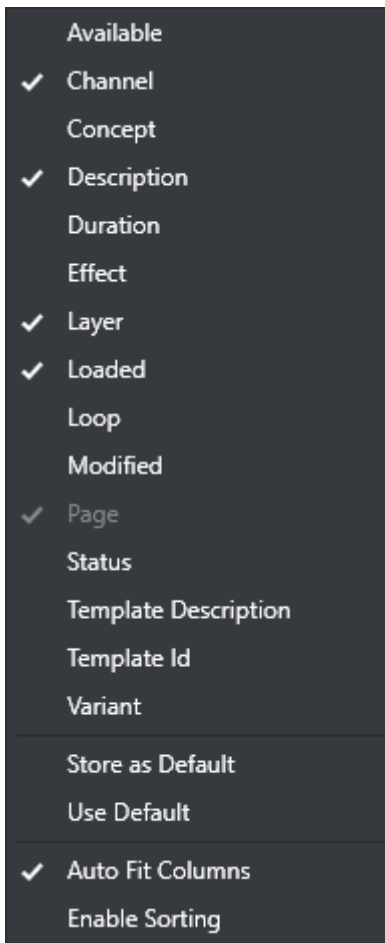 Available
Channel
Concept
Description
Duration
Effect
Layer
Loaded
Loop
Modified
Page
Status
Template Description
Template Id
Variant
Store as Default
Use Default
Auto Fit Columns
Enable Sorting